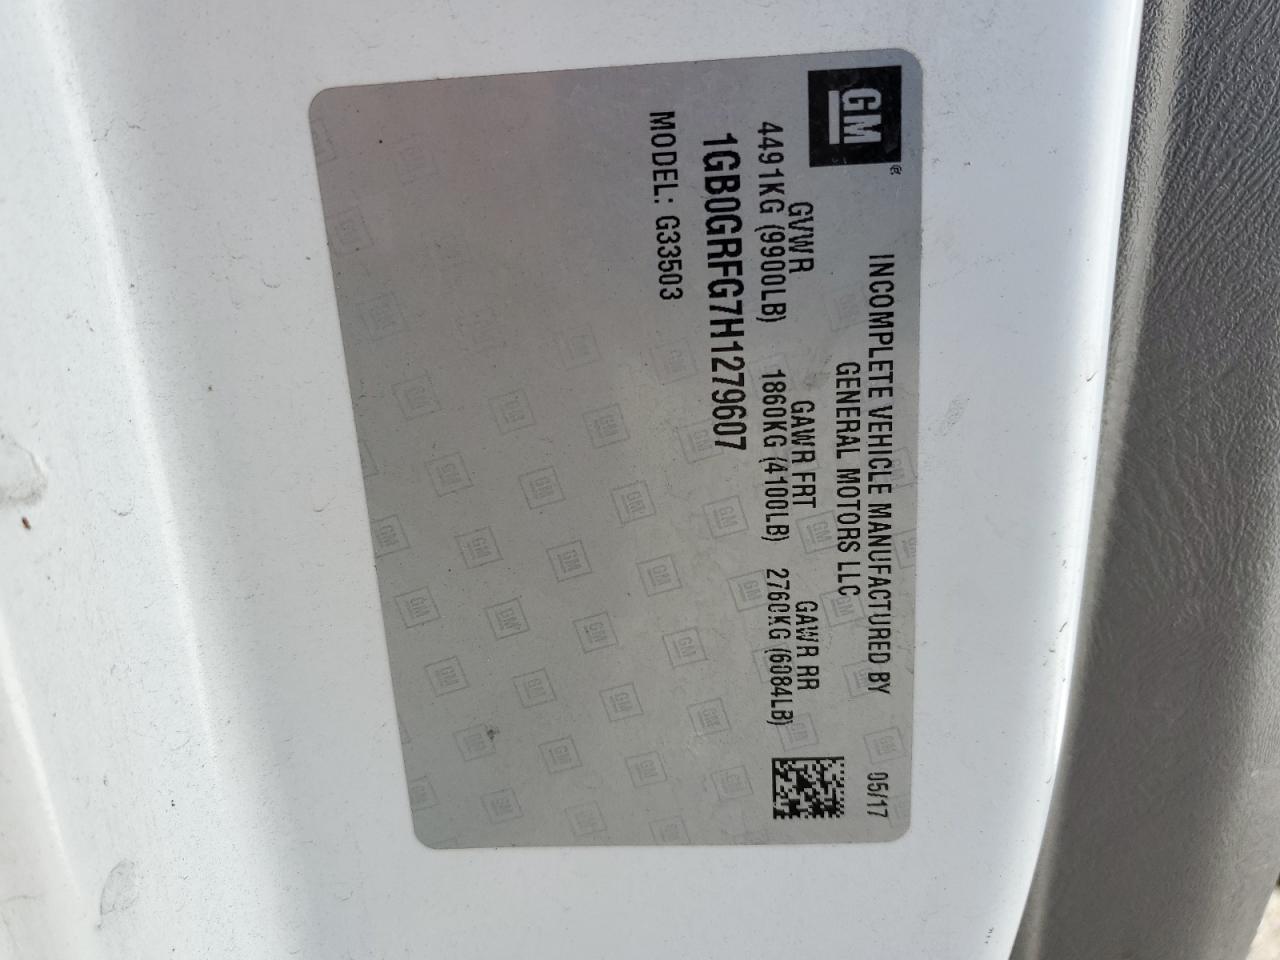 GM®
INCOMPLETE VEHICLE MANUFACTURED BY 05/17
GENERAL MOTORS LLC
GVWR GAWR FRT GAWR RR
4491KG (9900LB) 1860KG (4100LB) 2760KG (6084LB)
1GB0GRFG7H1279607
MODEL: G33503